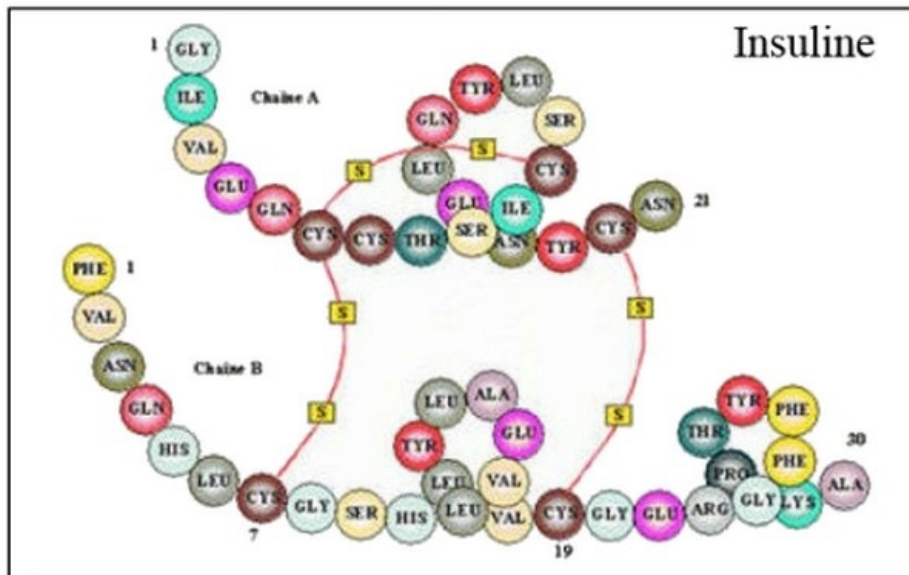 Insuline
1
GLY
ILE
VAL
GLU
GLN
Chaine A
CYS
CYS
THR
SER
ILE
CYS
SER
LEU
TYR
GLN
LEU
GLU
ASN
TYR
CYS
ASN
21
S
S
S
S
S
S
PHE
1
VAL
ASN
GLN
HIS
LEU
Chaine B
CYS
7
GLY
SER
HIS
LEU
VAL
GLU
ALA
LEU
TYR
LEU
VAL
CYS
19
GLY
GLU
ARG
GLY
PHE
PHE
TYR
THR
PRO
LYS
ALA
30